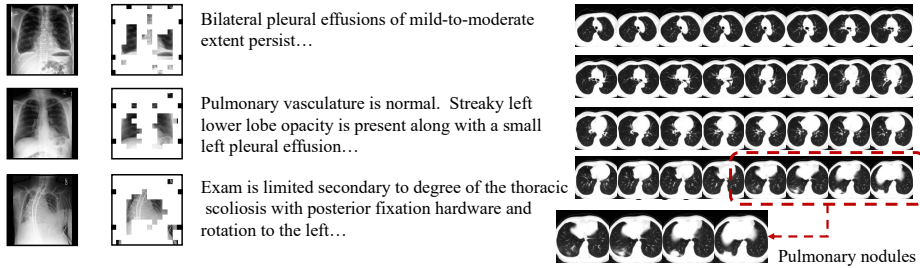 Bilateral pleural effusions of mild-to-moderate
extent persist…
Pulmonary vasculature is normal. Streaky left
lower lobe opacity is present along with a small
left pleural effusion…
Exam is limited secondary to degree of the thoracic
scoliosis with posterior fixation hardware and
rotation to the left…
Pulmonary nodules